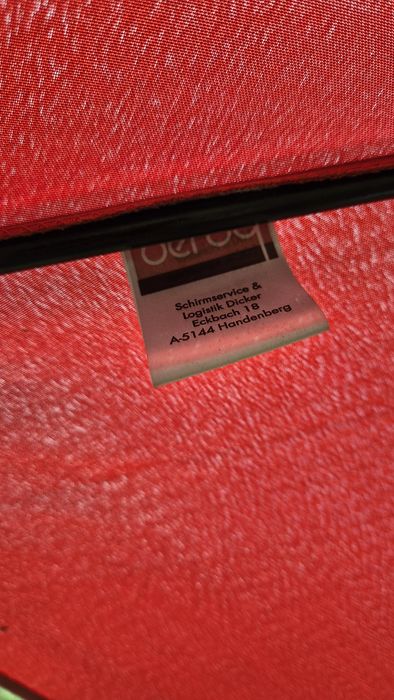 Schirmservice &
Logistik Dicker
Eckbach 18
A-5144 Handenberg